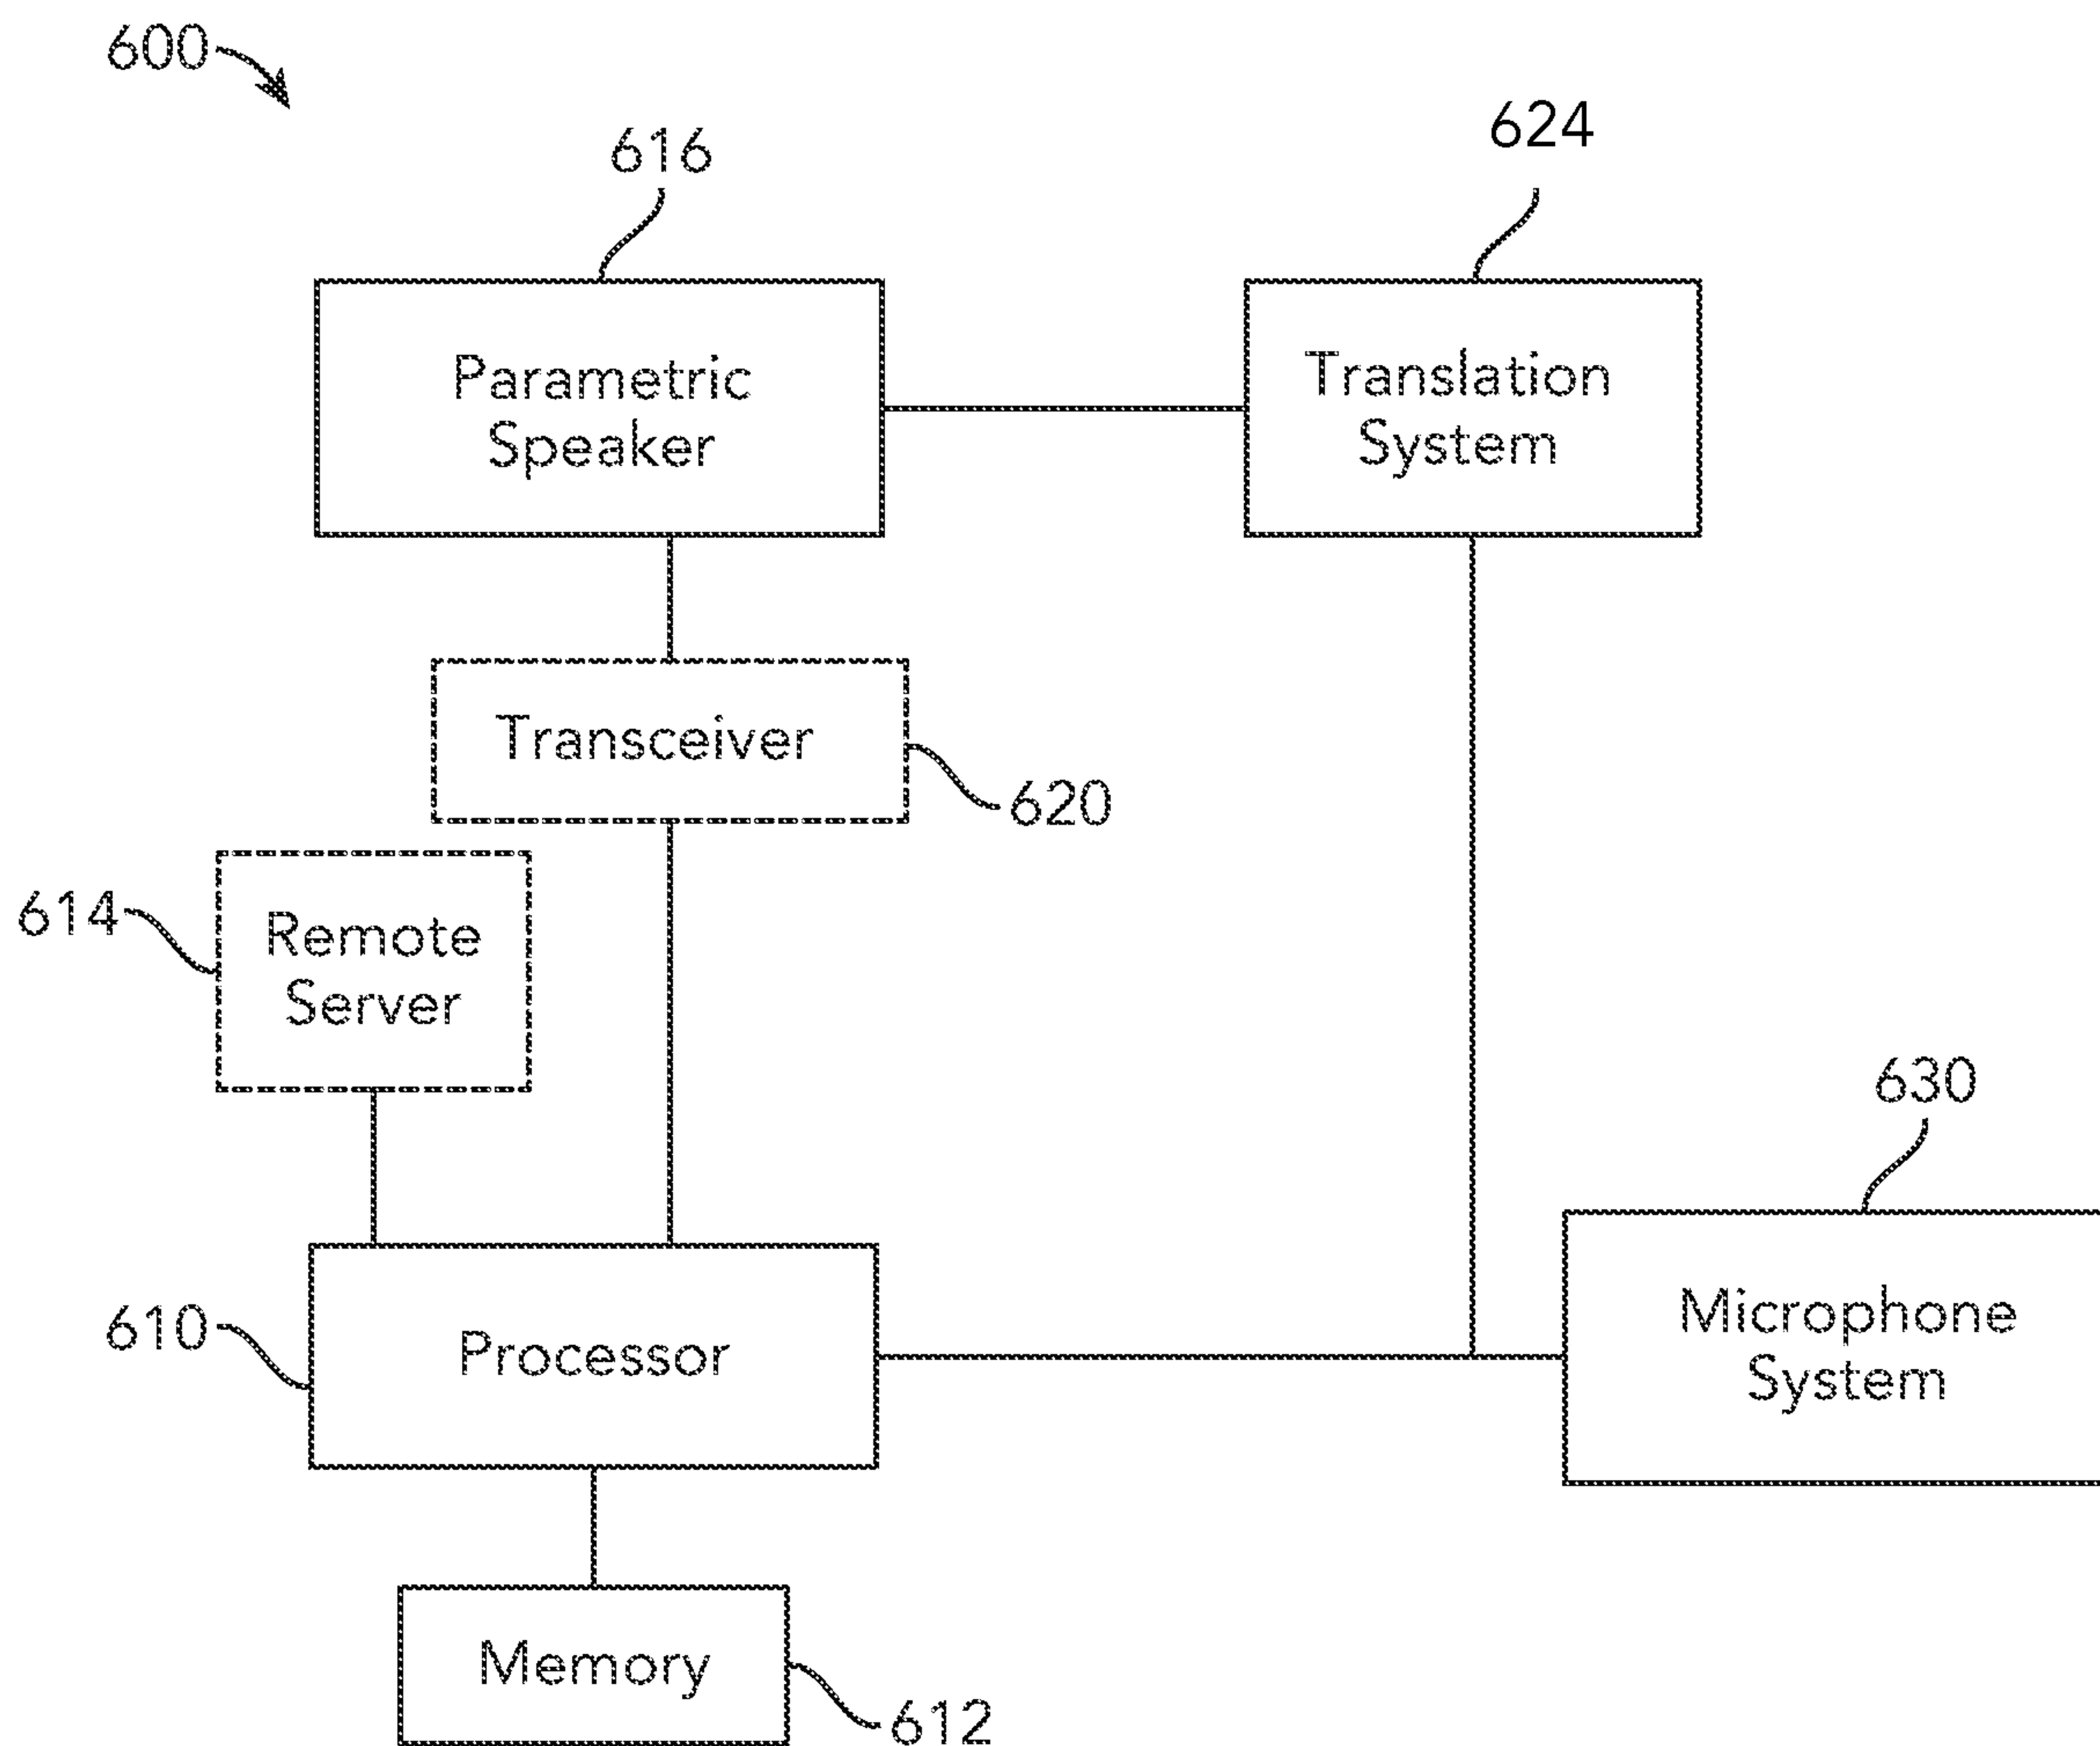 600
616
624
Parametric
Speaker
Translation
System
Transceiver
620
614
Remote
Server
630
610
Processor
Microphone
System
Memory
612